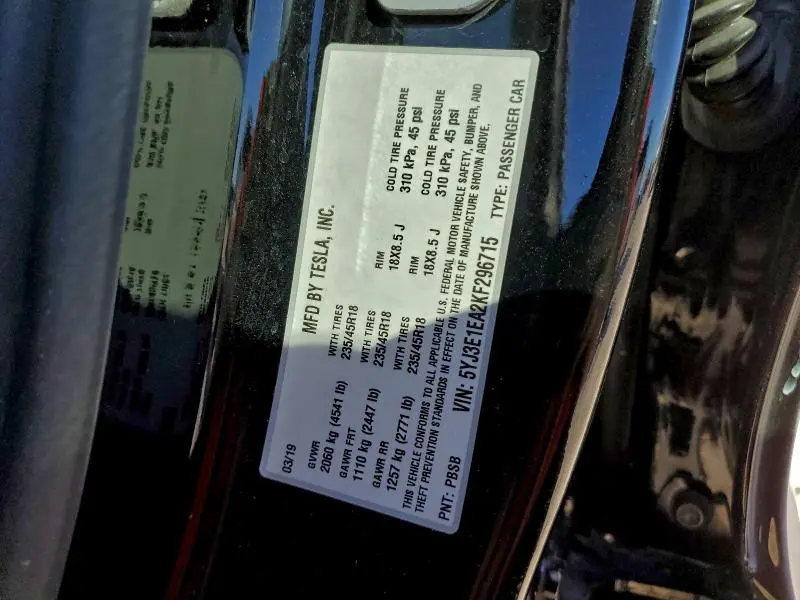 03/19 MFD BY TESLA, INC.
GVWR
2060 kg (4541 lb)
WITH TIRES RIM COLD TIRE PRESSURE
235/45R18 18X8.5 J 310 kPa, 45 psi
GAWR FRT WITH TIRES RIM COLD TIRE PRESSURE
1110 kg (2447 lb) 235/45R18 18X8.5 J 310 kPa, 45 psi
GAWR RR WITH TIRES
1257 kg (2771 lb) 235/45R18
THIS VEHICLE CONFORMS TO ALL APPLICABLE U.S. FEDERAL MOTOR VEHICLE SAFETY, BUMPER, AND
THEFT PREVENTION STANDARDS IN EFFECT ON THE DATE OF MANUFACTURE SHOWN ABOVE.
PNT: PBSB VIN: 5YJ3E1EA2KF296715 TYPE: PASSENGER CAR